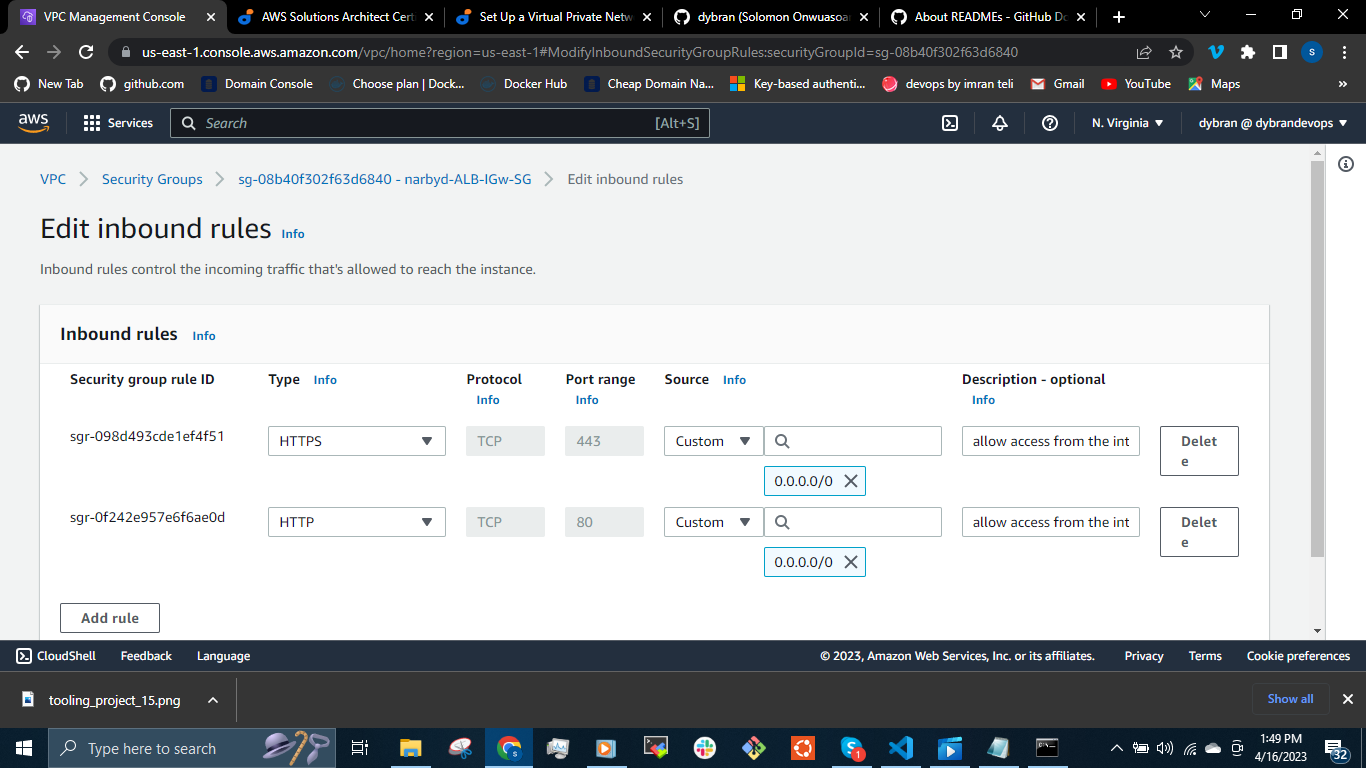 VPC Management Console
AWS Solutions Architect Cert
Set Up a Virtual Private Netw
dybran (Solomon Onwuasoa
About READMEs - GitHub Do
us-east-1.console.aws.amazon.com/vpc/home?region=us-east-1#ModifyInboundSecurityGroupRules:securityGroupId=sg-08b40f302f63d6840
S
New Tab
github.com
Domain Console
Choose plan | Dock...
Docker Hub
Cheap Domain Na...
Key-based authenti...
devops by imran teli
Gmail
YouTube
Maps
»
aws
Services
Search
[Alt+S]
N. Virginia
dybran @ dybrandevops
VPC
Security Groups
sg-08b40f302f63d6840 - narbyd-ALB-IGw-SG
Edit inbound rules
Edit inbound rules Info
Inbound rules control the incoming traffic that's allowed to reach the instance.
Inbound rules Info
Security group rule ID
Type Info
Protocol
Info
Port range
Info
Source Info
Description - optional
Info
sgr-098d493cde1ef4f51
HTTPS
TCP
443
Custom
allow access from the int
Delet
e
0.0.0.0/0
sgr-0f242e957e6f6ae0d
HTTP
TCP
80
Custom
allow access from the int
Delet
e
0.0.0.0/0
Add rule
CloudShell
Feedback
Language
© 2023, Amazon Web Services, Inc. or its affiliates.
Privacy
Terms
Cookie preferences
tooling_project_15.png
Show all
Type here to search
1
1:49 PM
4/16/2023
32